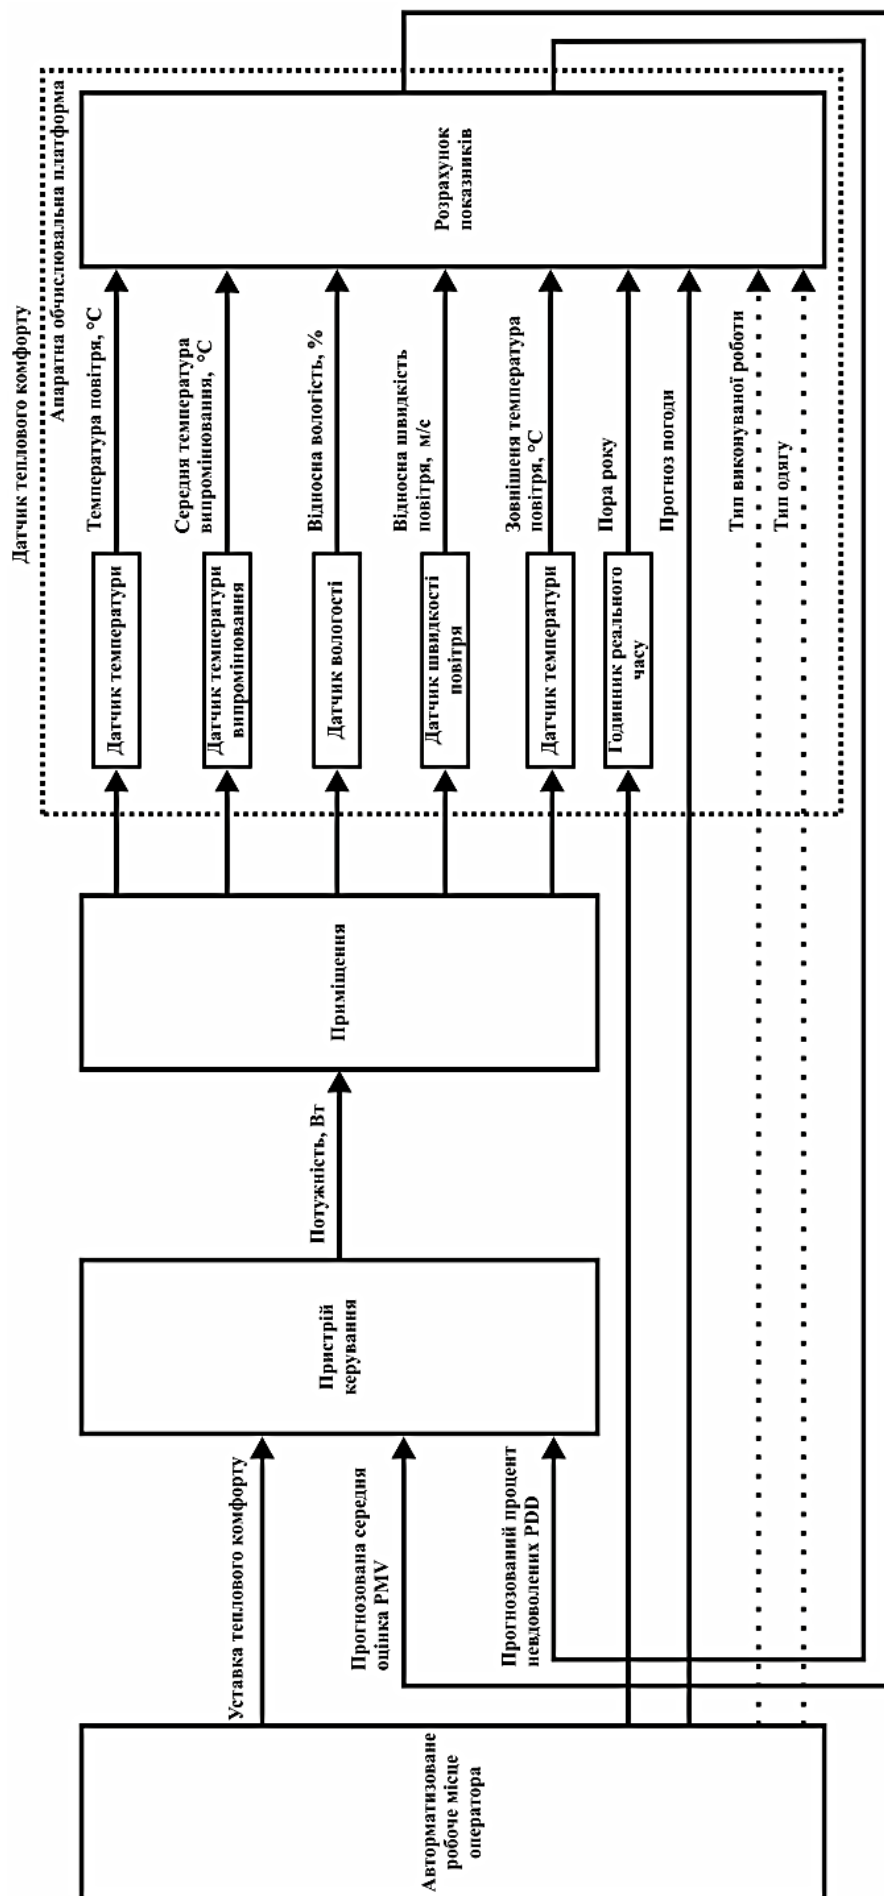 Датчик теплового комфорту
Апаратна обчислювальна платформа
Авторматизоване
робоче місце
оператора
Уставка теплового комфорту
Прогнозована середня
оцінка PMV
Прогнозований процент
невдоволених PDD
Пристрій
керування
Потужність, Вт
Приміщення
Датчик температури
Температура повітря, °C
Датчик температури
випромінювання
Середня температура
випромінювання, °C
Датчик вологості
Відносна вологість, %
Датчик швидкості
повітря
Відносна швидкість
повітря, м/с
Датчик температури
Зовнішеня температура
повітря, °C
Годинник реального
часу
Пора року
Прогноз погоди
Тип виконуваної роботи
Тип одягу
Розрахунок
показників